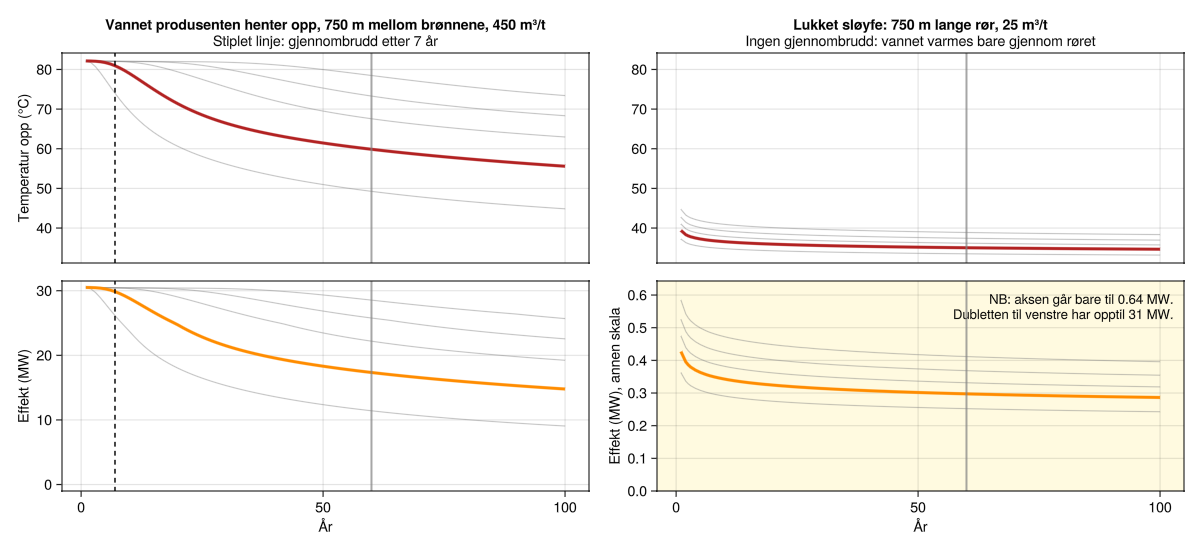 Vannet produsenten henter opp, 750 m mellom brønnene, 450 m³/t
Stiplet linje: gjennombrudd etter 7 år
Temperatur opp (°C)
80
70
60
50
40
Effekt (MW)
30
20
10
0
0
50
100
År
Lukket sløyfe: 750 m lange rør, 25 m³/t
Ingen gjennombrudd: vannet varmes bare gjennom røret
80
70
60
50
40
NB: aksen går bare til 0.64 MW.
Dubletten til venstre har opptil 31 MW.
Effekt (MW), annen skala
0.6
0.5
0.4
0.3
0.2
0.1
0.0
0
50
100
År